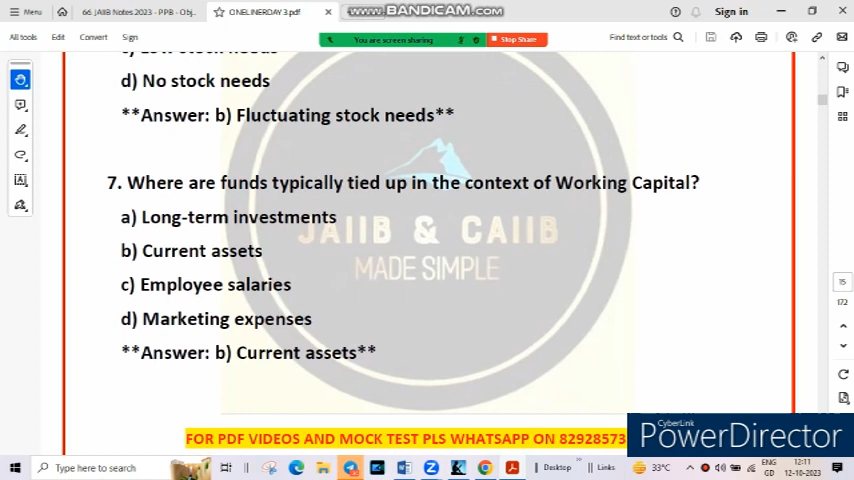 Menu
66. JAIIB Notes 2023 - PPB - Obj...
ONELINERDAY 3.pdf
WWW.BANDICAM.COM
Sign in
All tools Edit Convert Sign
You are screen sharing
Stop Share
Find text or tools
d) No stock needs
**Answer: b) Fluctuating stock needs**
7. Where are funds typically tied up in the context of Working Capital?
a) Long-term investments
b) Current assets
c) Employee salaries
d) Marketing expenses
**Answer: b) Current assets**
JAIIB & CAIIB
MADE SIMPLE
15
172
FOR PDF VIDEOS AND MOCK TEST PLS WHATSAPP ON 82928573
CyberLink
PowerDirector
Type here to search
Desktop
Links
33°C
ENG
GD
12:11
12-10-2023